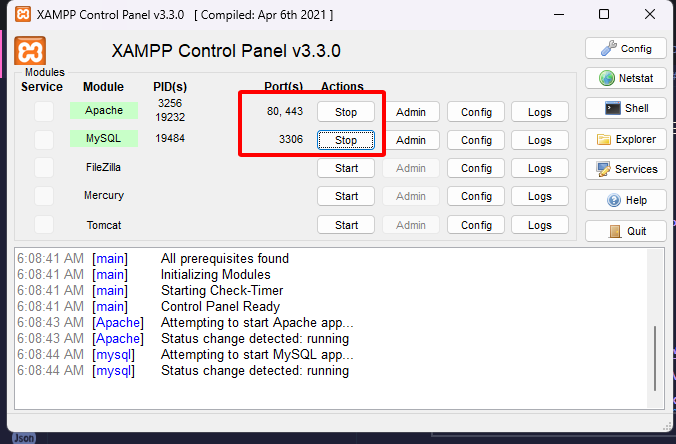 XAMPP Control Panel v3.3.0 [ Compiled: Apr 6th 2021 ]
XAMPP Control Panel v3.3.0
Config
Modules
Service Module PID(s) Port(s) Actions
Netstat
Apache 3256 19232 80, 443 Stop Admin Config Logs
Shell
MySQL 19484 3306 Stop Admin Config Logs
Explorer
FileZilla Start Admin Config Logs
Services
Mercury Start Admin Config Logs
Help
Tomcat Start Admin Config Logs
Quit
6:08:41 AM [main] All prerequisites found
6:08:41 AM [main] Initializing Modules
6:08:41 AM [main] Starting Check-Timer
6:08:41 AM [main] Control Panel Ready
6:08:43 AM [Apache] Attempting to start Apache app...
6:08:43 AM [Apache] Status change detected: running
6:08:44 AM [mysql] Attempting to start MySQL app...
6:08:44 AM [mysql] Status change detected: running
Json